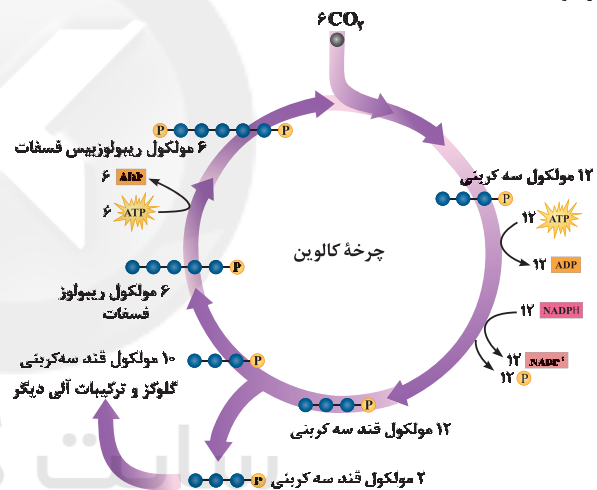 ۶CO۲
P P
۶ مولکول ریبولوزبیس فسفات
۱۲ مولکول سه کربنی
P
۶ ADP
۶ ATP
۱۲ ATP
۱۲ ADP
چرخهٔ کالوین
P
۶ مولکول ریبولوز
فسفات
۱۲ NADPH
۱۲ NADP⁺
۱۲ P
۱۰ مولکول قند سه‌کربنی
P
گلوکز و ترکیبات آلی دیگر
P
۱۲ مولکول قند سه کربنی
P
۲ مولکول قند سه کربنی
سایت